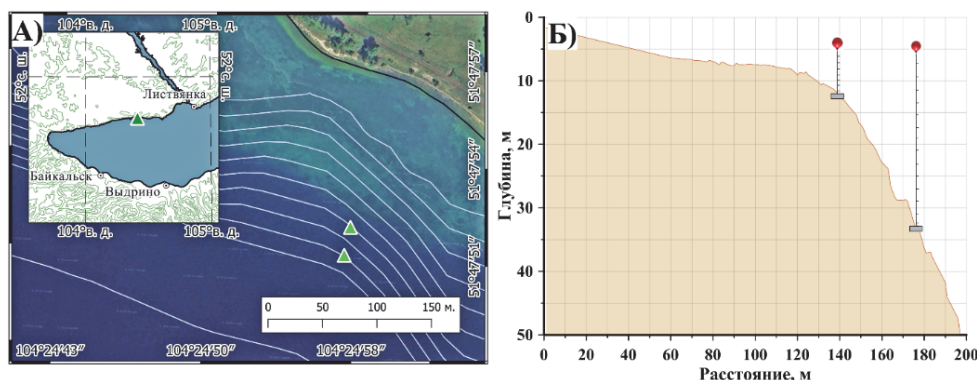 А)
104°в. д.
105°в. д.
52°с. ш.
52°с. ш.
Листвянка
Байкальск
Выдрино
104°в. д.
105°в. д.
51°47'57"
51°47'54"
51°47'51"
0 50 100 150 м.
104°24'43"
104°24'50"
104°24'58"
Б)
Глубина, м
0
10
20
30
40
50
0 20 40 60 80 100 120 140 160 180 200
Расстояние, м